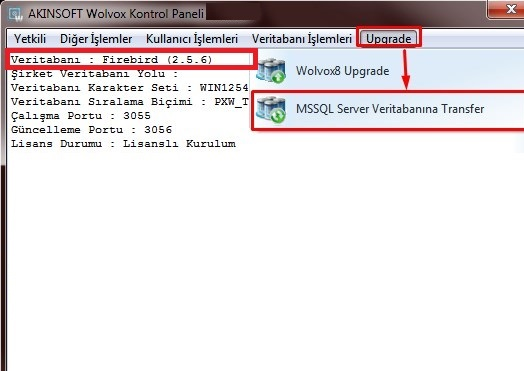 AKINSOFT Wolvox Kontrol Paneli
Yetkili Diğer İşlemler Kullanıcı İşlemleri Veritabanı İşlemleri Upgrade
Veritabanı : Firebird (2.5.6)
Şirket Veritabanı Yolu :
Veritabanı Karakter Seti : WIN1254
Veritabanı Sıralama Biçimi : PXW_T
Çalışma Portu : 3055
Güncelleme Portu : 3056
Lisans Durumu : Lisanslı Kurulum
Wolvox8 Upgrade
MSSQL Server Veritabanına Transfer